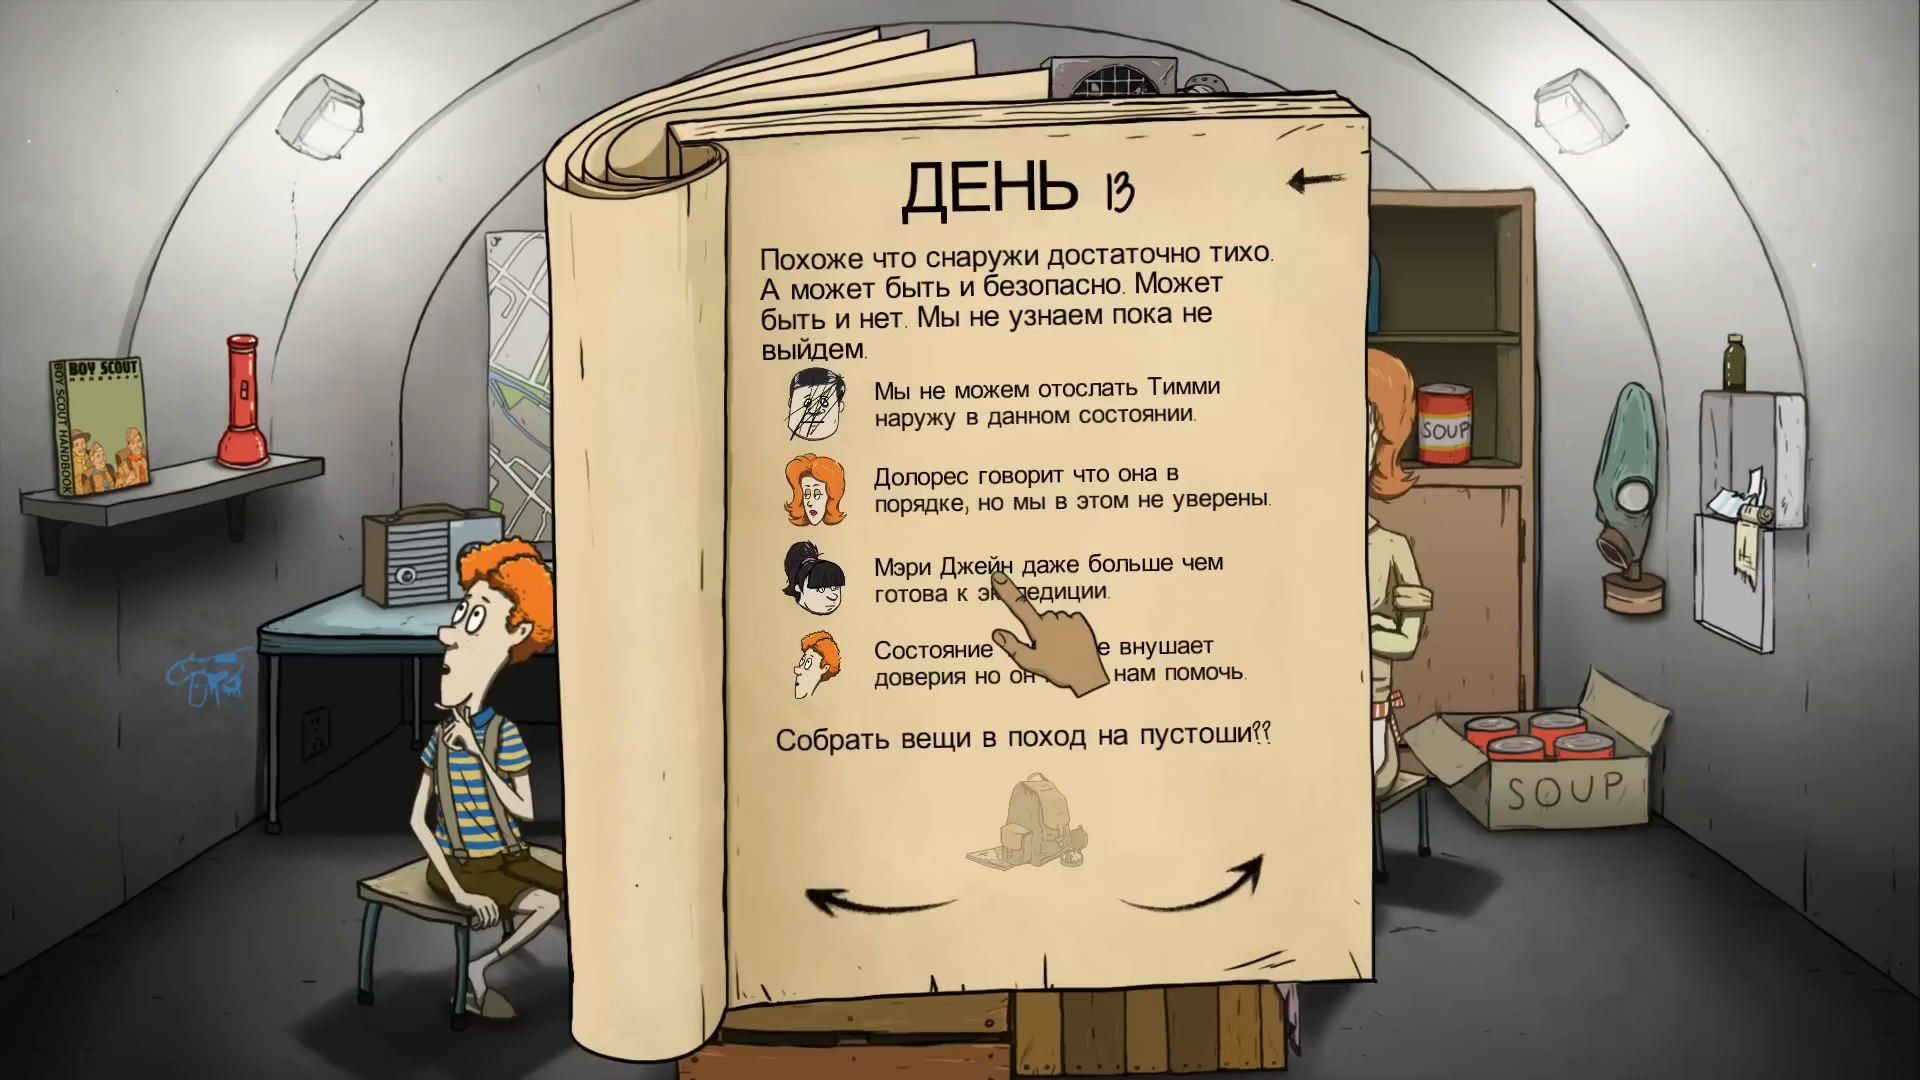 ДЕНЬ 13
Похоже что снаружи достаточно тихо.
А может быть и безопасно. Может
быть и нет. Мы не узнаем пока не
выйдем.
Мы не можем отослать Тимми
наружу в данном состоянии.
Долорес говорит что она в
порядке, но мы в этом не уверены.
Мэри Джейн даже больше чем
готова к
Состояние внушает
доверия но он нам помочь.
Собрать вещи в поход на пустоши??
BOY SCOUT
HANDBOOK
BOY SCOUT HANDBOOK
SOUP
SOUP